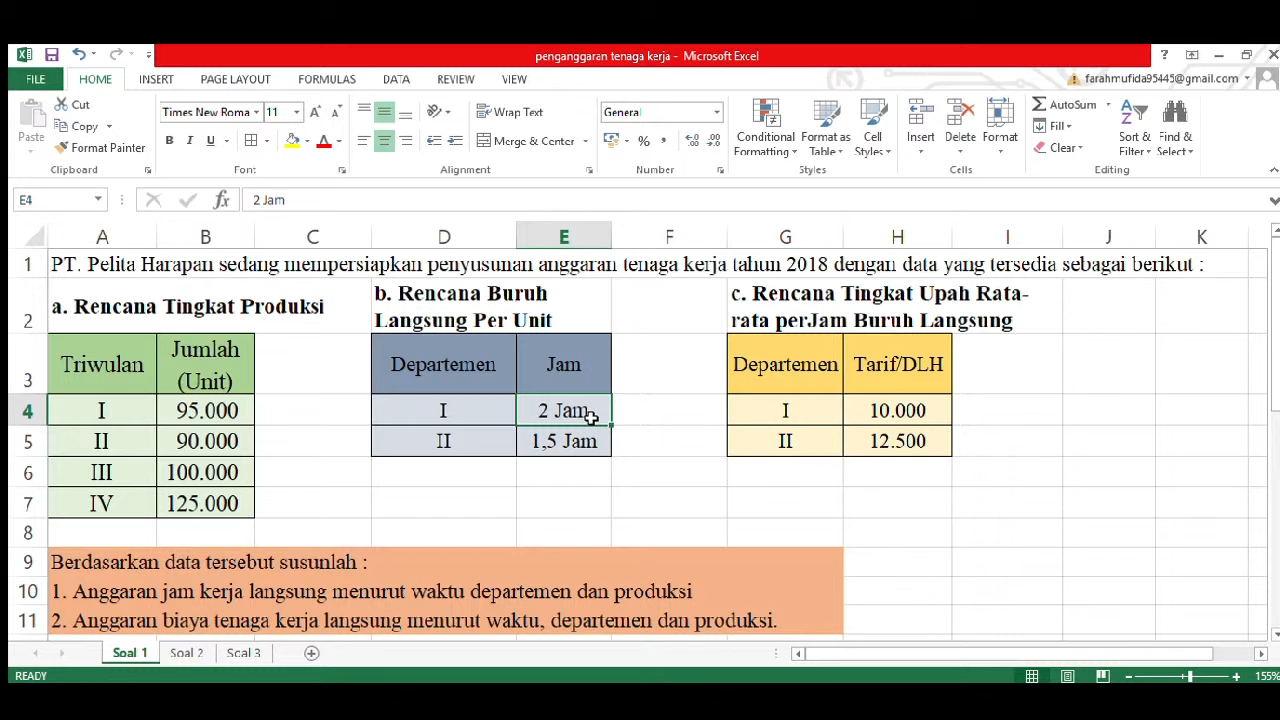 penganggaran tenaga kerja - Microsoft Excel
FILE HOME INSERT PAGE LAYOUT FORMULAS DATA REVIEW VIEW
farahmufida95445@gmail.com
Paste
Cut
Copy
Format Painter
Clipboard
Times New Roma 11
B I U
Font
Wrap Text
Merge & Center
Alignment
General
%
Number
Conditional Formatting
Format as Table
Cell Styles
Styles
Insert Delete Format
Cells
AutoSum
Fill
Clear
Sort & Filter
Find & Select
Editing
E4 fx 2 Jam
A B C D E F G H I J K
1 PT. Pelita Harapan sedang mempersiapkan penyusunan anggaran tenaga kerja tahun 2018 dengan data yang tersedia sebagai berikut :
2 a. Rencana Tingkat Produksi
b. Rencana Buruh
Langsung Per Unit
c. Rencana Tingkat Upah Rata-
rata perJam Buruh Langsung
3 Triwulan Jumlah (Unit) Departemen Jam Departemen Tarif/DLH
4 I 95.000 I 2 Jam I 10.000
5 II 90.000 II 1,5 Jam II 12.500
6 III 100.000
7 IV 125.000
8
9 Berdasarkan data tersebut susunlah :
10 1. Anggaran jam kerja langsung menurut waktu departemen dan produksi
11 2. Anggaran biaya tenaga kerja langsung menurut waktu, departemen dan produksi.
Soal 1 Soal 2 Soal 3
READY 155%